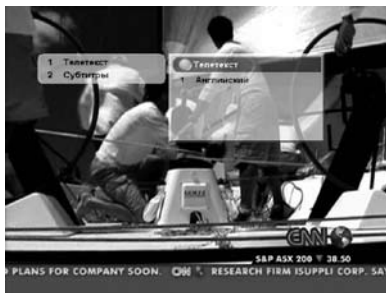 1 Телетекст
2 Субтитры
Телетекст
1 Английский
CNN
S&P ASX 200 ▼ 38.50
PLANS FOR COMPANY SOON. CNN RESEARCH FIRM ISUPPLI CORP. SA